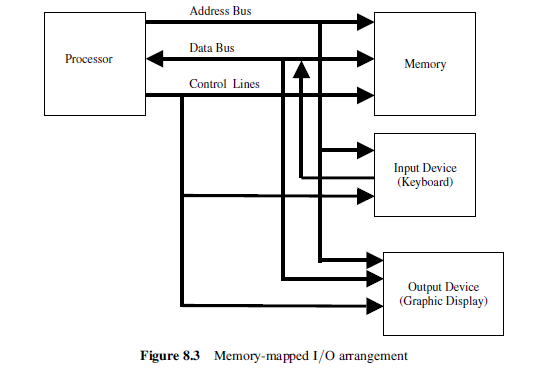 Address Bus
Data Bus
Processor
Memory
Control Lines
Input Device
(Keyboard)
Output Device
(Graphic Display)
Figure 8.3 Memory-mapped I/O arrangement